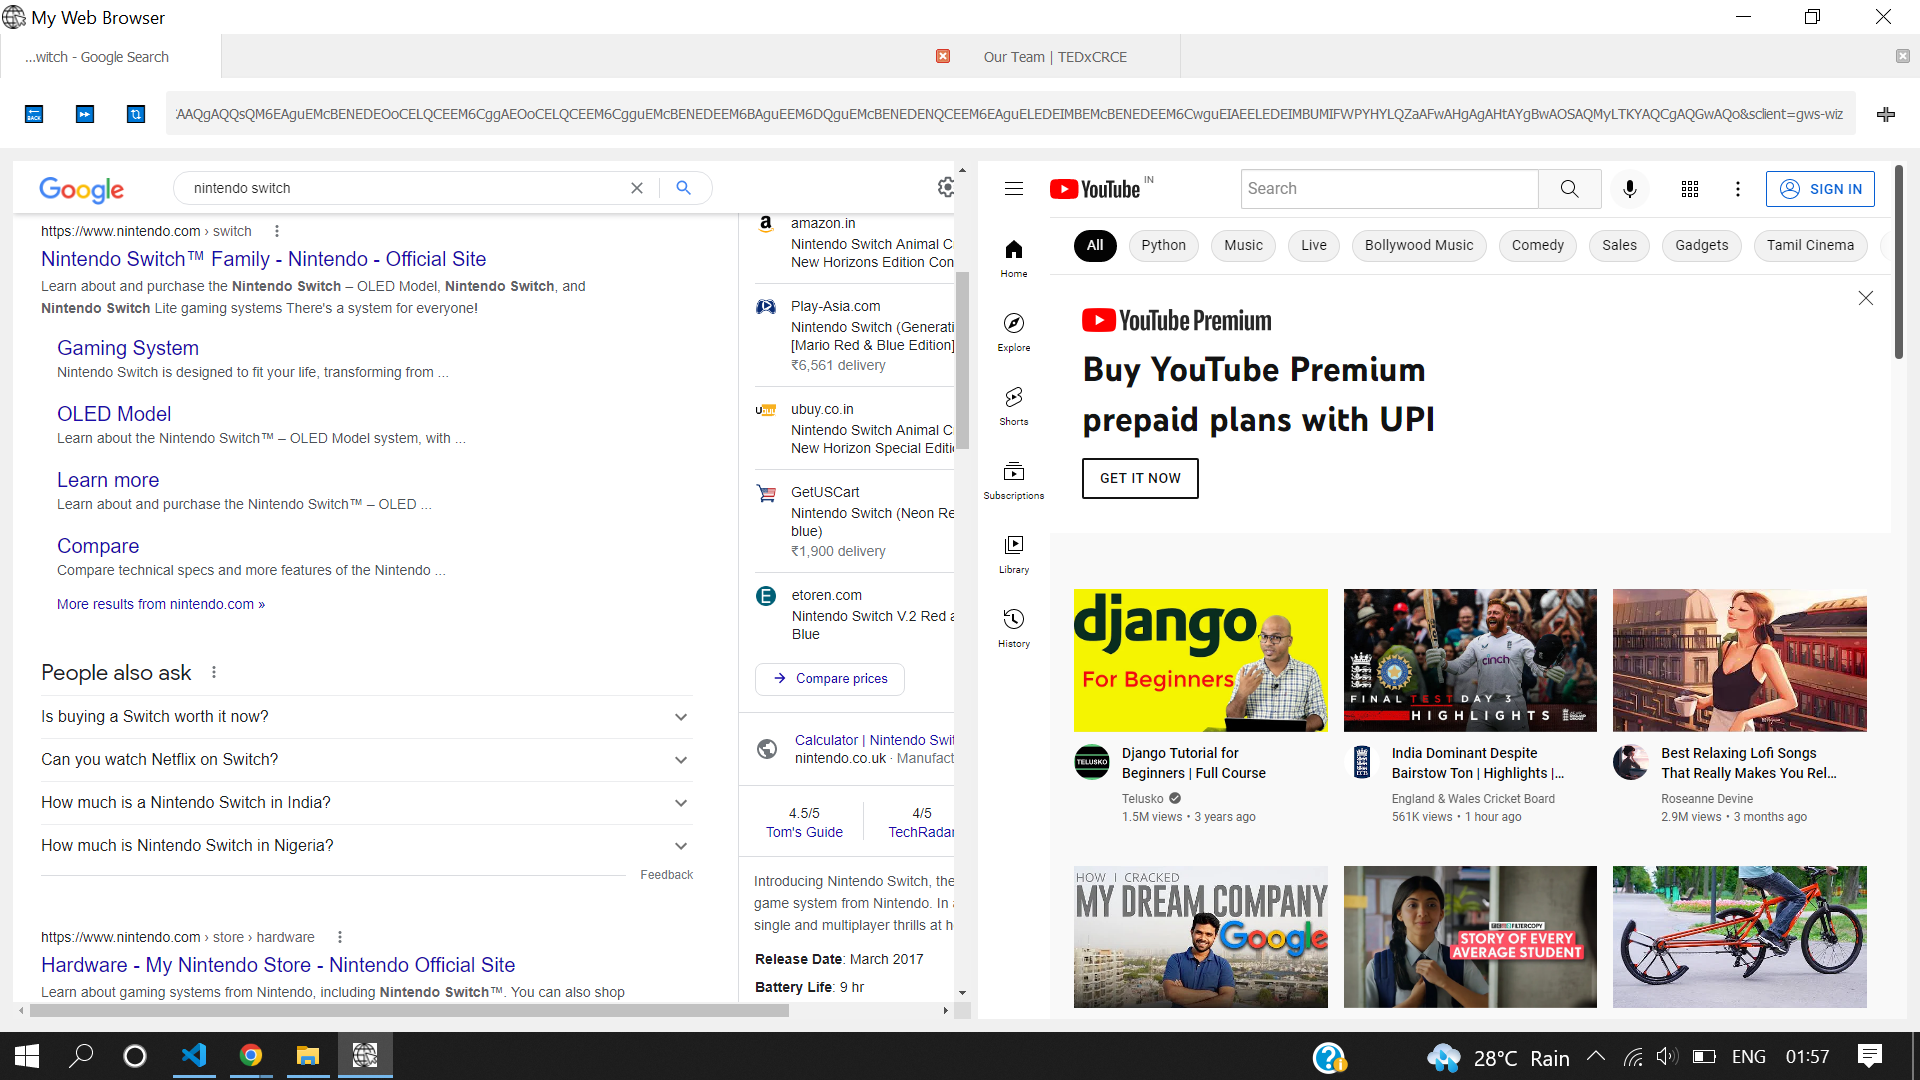 My Web Browser
...witch - Google Search
Our Team | TEDxCRCE
BACK
AAQgAQQsQM6EAguEMcBENEDEOoCELQCEEM6CggAEOoCELQCEEM6CgguEMcBENEDEEM6BAguEEM6DQguEMcBENEDENQCEEM6EAguELEDEIMBEMcBENEDEEM6CwguEIAEELEDEIMBUMIFWPYHYLQZaAFwAHgAgAHtAYgBwAOSAQMyLTKYAQCgAQGwAQo&sclient=gws-wiz
Google
nintendo switch
https://www.nintendo.com › switch
Nintendo Switch™ Family - Nintendo - Official Site
Learn about and purchase the Nintendo Switch – OLED Model, Nintendo Switch, and
Nintendo Switch Lite gaming systems There's a system for everyone!
Gaming System
Nintendo Switch is designed to fit your life, transforming from ...
OLED Model
Learn about the Nintendo Switch™ – OLED Model system, with ...
Learn more
Learn about and purchase the Nintendo Switch™ – OLED ...
Compare
Compare technical specs and more features of the Nintendo ...
More results from nintendo.com »
People also ask
Is buying a Switch worth it now?
Can you watch Netflix on Switch?
How much is a Nintendo Switch in India?
How much is Nintendo Switch in Nigeria?
Feedback
https://www.nintendo.com › store › hardware
Hardware - My Nintendo Store - Nintendo Official Site
Learn about gaming systems from Nintendo, including Nintendo Switch™. You can also shop
amazon.in
Nintendo Switch Animal C
New Horizons Edition Con
Play-Asia.com
Nintendo Switch (Generati
[Mario Red & Blue Edition]
₹6,561 delivery
ubuy.co.in
Nintendo Switch Animal C
New Horizon Special Editi
GetUSCart
Nintendo Switch (Neon Re
blue)
₹1,900 delivery
etoren.com
Nintendo Switch V.2 Red a
Blue
Compare prices
Calculator | Nintendo Swit
nintendo.co.uk · Manufact
4.5/5
Tom's Guide
4/5
TechRadar
Introducing Nintendo Switch, the
game system from Nintendo. In a
single and multiplayer thrills at h
Release Date: March 2017
Battery Life: 9 hr
YouTube IN
Search
SIGN IN
Home
Explore
Shorts
Subscriptions
Library
History
All
Python
Music
Live
Bollywood Music
Comedy
Sales
Gadgets
Tamil Cinema
YouTube Premium
Buy YouTube Premium
prepaid plans with UPI
GET IT NOW
django
For Beginners
TELUSKO
Django Tutorial for
Beginners | Full Course
Telusko
1.5M views • 3 years ago
cinch
FINAL TEST DAY 3
HIGHLIGHTS
India Dominant Despite
Bairstow Ton | Highlights |...
England & Wales Cricket Board
561K views • 1 hour ago
Best Relaxing Lofi Songs
That Really Makes You Rel...
Roseanne Devine
2.9M views • 3 months ago
HOW I CRACKED
MY DREAM COMPANY
Google
FILTERCOPY
STORY OF EVERY
AVERAGE STUDENT
28°C Rain
ENG
01:57